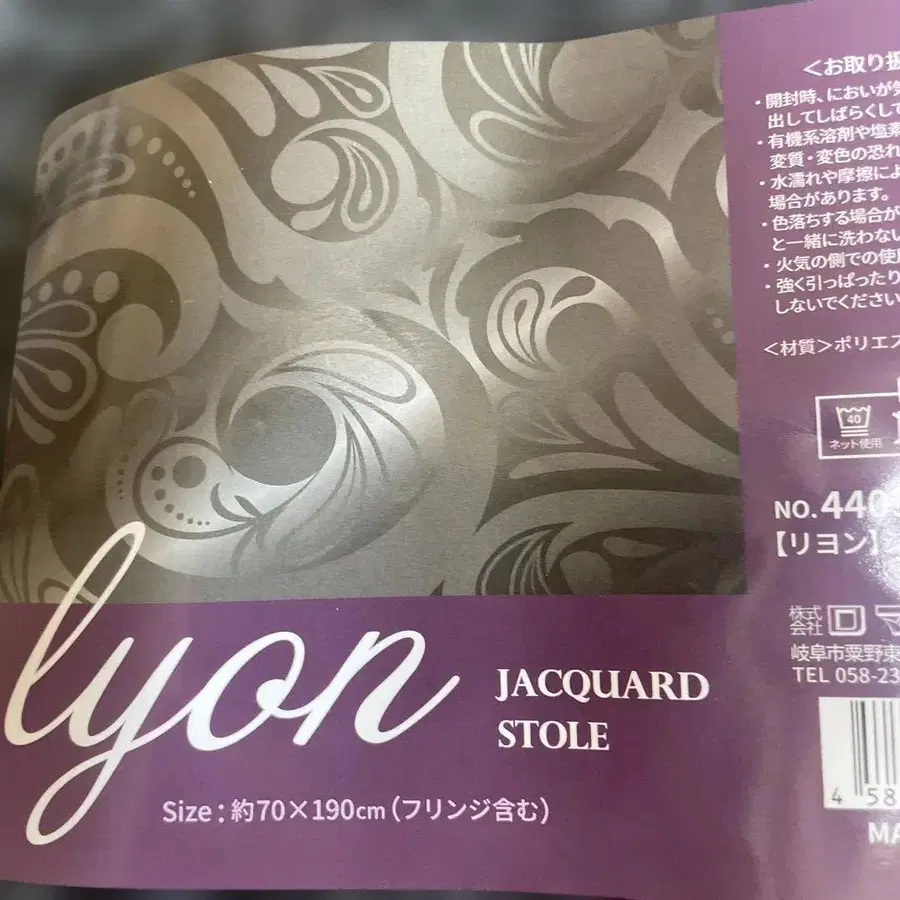 lyon
JACQUARD
STOLE
Size : 約70×190cm（フリンジ含む）
＜お取り扱
・開封時、においが気
出してしばらくして
・有機系溶剤や塩素
変質・変色の恐れ
・水濡れや摩擦によ
場合があります。
・色落ちする場合が
と一緒に洗わない
・火気の側での使用
・強く引っぱったり
しないでください
＜材質＞ポリエス
40
ネット使用
NO.440
【リヨン】
株式
会社
岐阜市粟野東
TEL 058-23
4 58
MA